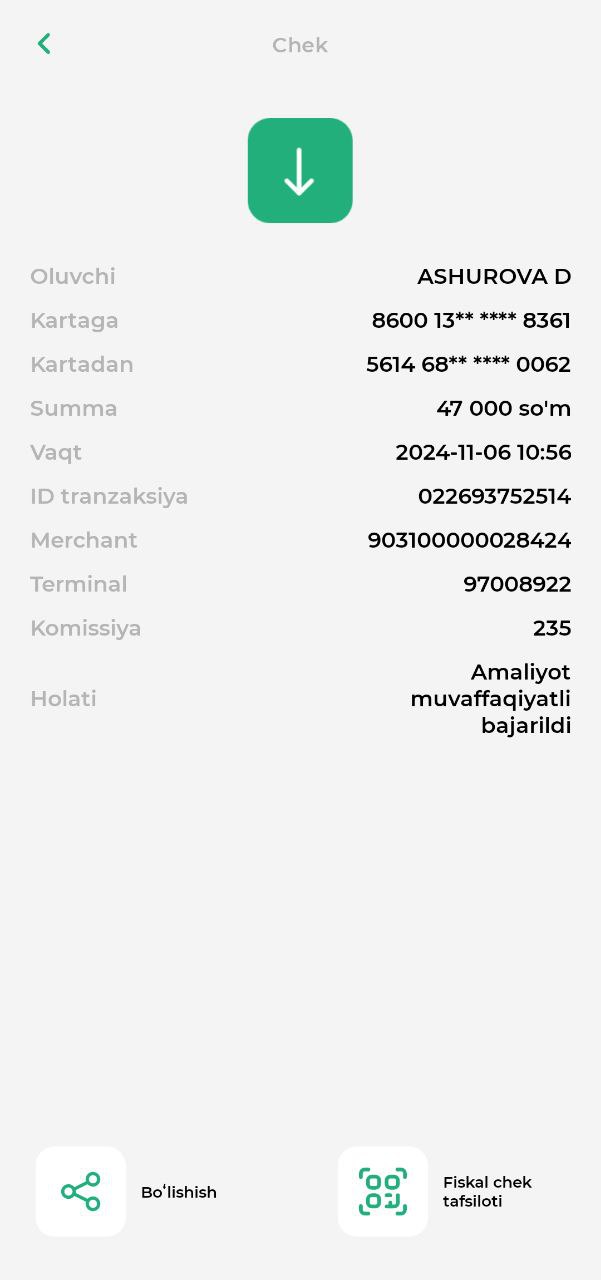 Chek
Oluvchi ASHUROVA D
Kartaga 8600 13** **** 8361
Kartadan 5614 68** **** 0062
Summa 47 000 so'm
Vaqt 2024-11-06 10:56
ID tranzaksiya 022693752514
Merchant 903100000028424
Terminal 97008922
Komissiya 235
Holati Amaliyot
muvaffaqiyatli
bajarildi
Boʻlishish
Fiskal chek
tafsiloti